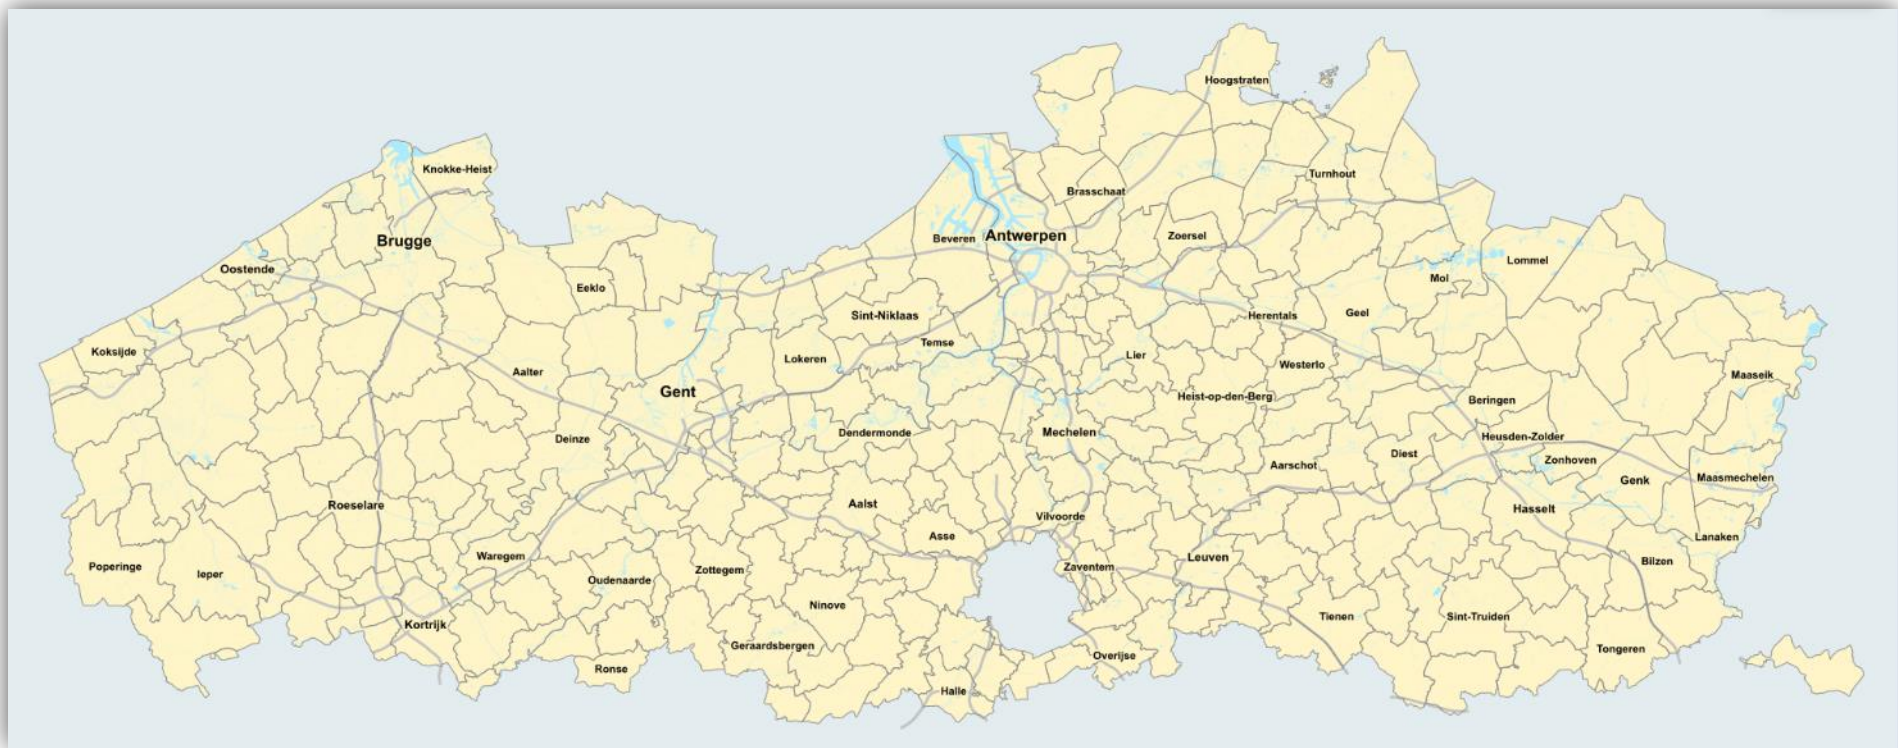 Hoogstraten
Knokke-Heist
Turnhout
Brasschaat
Brugge
Beveren
Antwerpen
Zoersel
Oostende
Lommel
Mol
Eeklo
Sint-Niklaas
Herentals
Geel
Temse
Koksijde
Lokeren
Lier
Westerlo
Aalter
Maaseik
Gent
Heist-op-den-Berg
Beringen
Deinze
Dendermonde
Mechelen
Heusden-Zolder
Diest
Zonhoven
Aarschot
Genk
Maasmechelen
Roeselare
Aalst
Hasselt
Vilvoorde
Asse
Lanaken
Waregem
Leuven
Bilzen
Poperinge
Ieper
Zottegem
Zaventem
Oudenaarde
Ninove
Tienen
Sint-Truiden
Kortrijk
Geraardsbergen
Tongeren
Overijse
Ronse
Halle